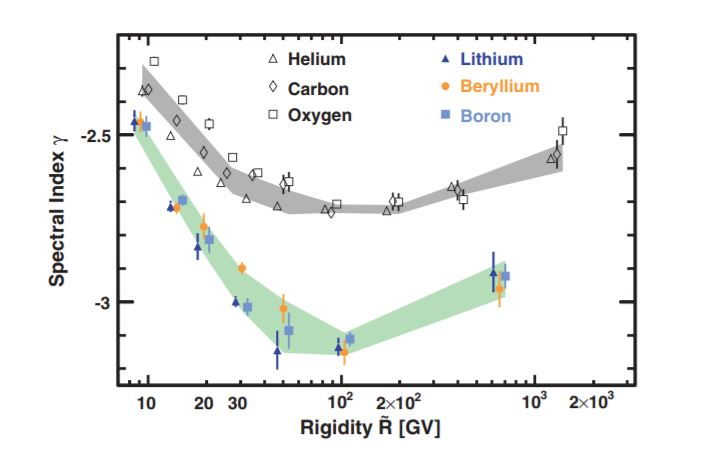 Helium
Lithium
Carbon
Beryllium
Oxygen
Boron
-2.5
-3
Spectral Index γ
10
20
30
10²
2×10²
10³
2×10³
Rigidity R̃ [GV]